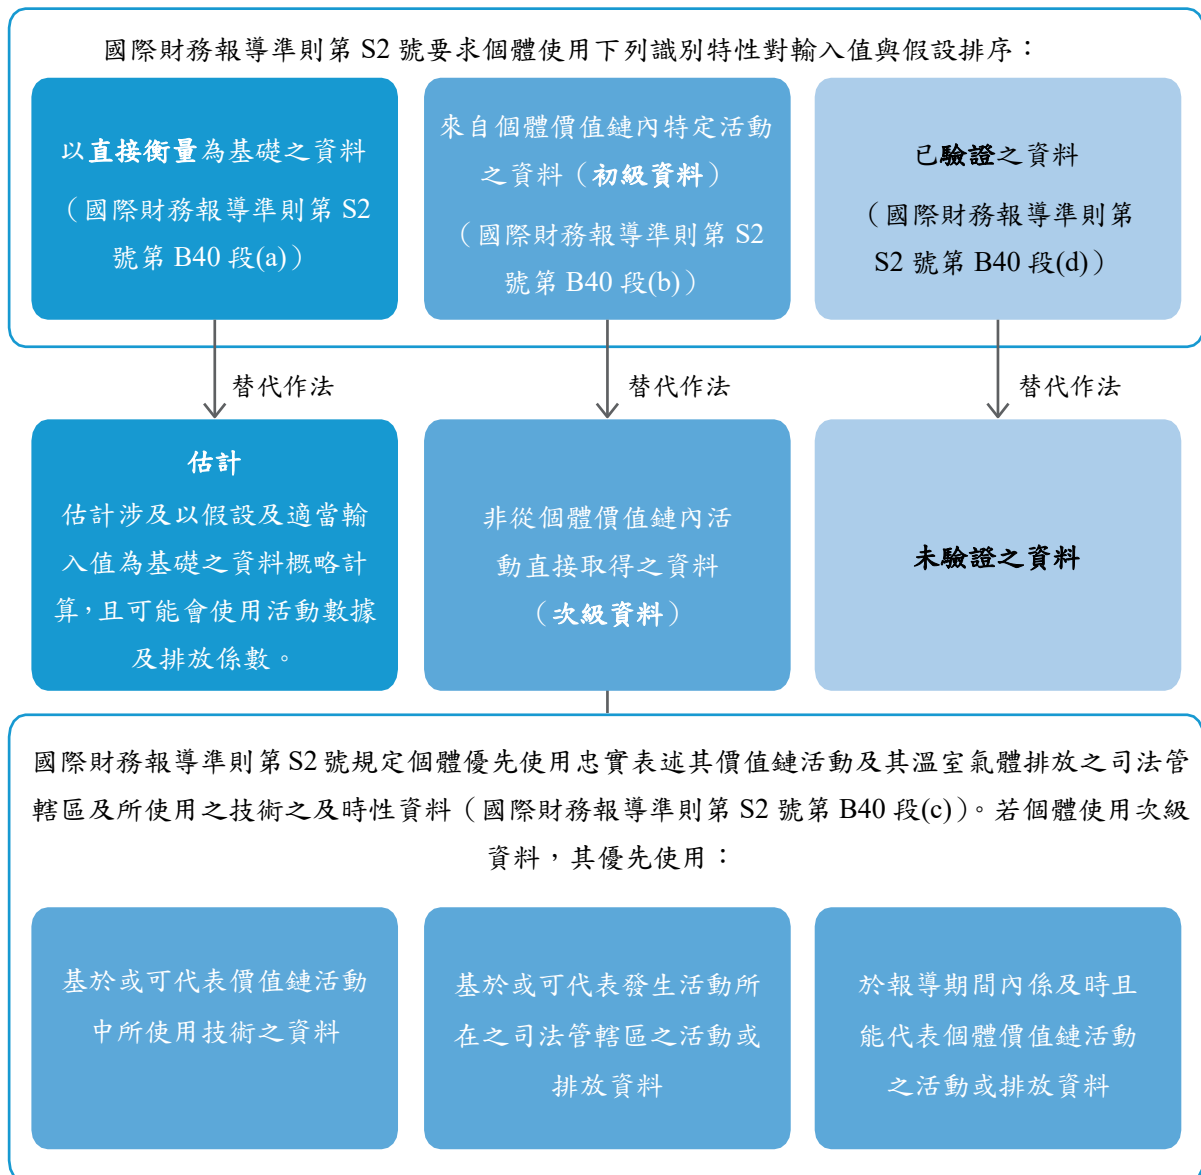 國際財務報導準則第 S2 號要求個體使用下列識別特性對輸入值與假設排序：
以直接衡量為基礎之資料
（國際財務報導準則第 S2
號第 B40 段(a)）
來自個體價值鏈內特定活動
之資料（初級資料）
（國際財務報導準則第 S2
號第 B40 段(b)）
已驗證之資料
（國際財務報導準則第
S2 號第 B40 段(d)）
替代作法
替代作法
替代作法
估計
估計涉及以假設及適當輸
入值為基礎之資料概略計
算，且可能會使用活動數據
及排放係數。
非從個體價值鏈內活
動直接取得之資料
（次級資料）
未驗證之資料
國際財務報導準則第 S2 號規定個體優先使用忠實表述其價值鏈活動及其溫室氣體排放之司法管
轄區及所使用之技術之及時性資料（國際財務報導準則第 S2 號第 B40 段(c)）。若個體使用次級
資料，其優先使用：
基於或可代表價值鏈活動
中所使用技術之資料
基於或可代表發生活動所
在之司法管轄區之活動或
排放資料
於報導期間內係及時且
能代表個體價值鏈活動
之活動或排放資料